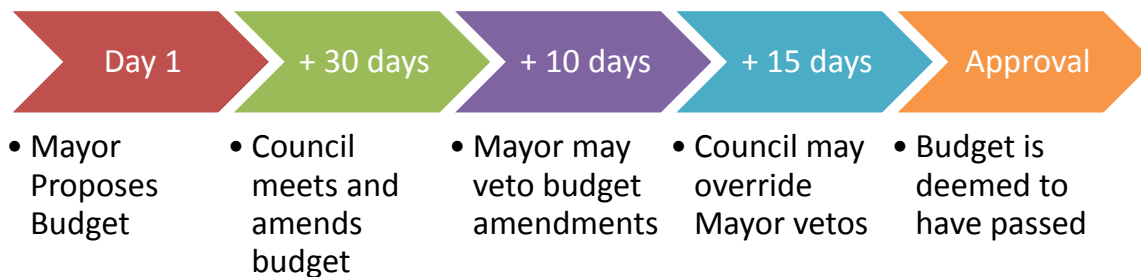 Day 1
+ 30 days
+ 10 days
+ 15 days
Approval
• Mayor
Proposes
Budget
• Council
meets and
amends
budget
• Mayor may
veto budget
amendments
• Council may
override
Mayor vetos
• Budget is
deemed to
have passed